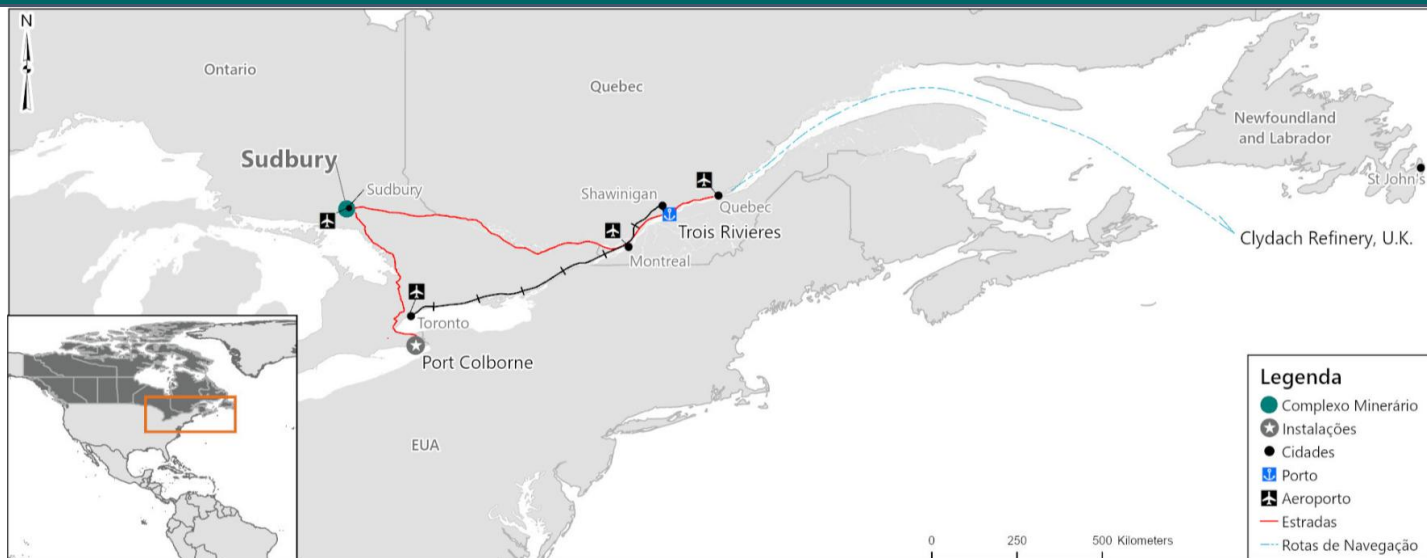 N
Ontario
Quebec
Newfoundland
and Labrador
St John's
Sudbury
Sudbury
Shawinigan
Quebec
Trois Rivieres
Montreal
Clydach Refinery, U.K.
Toronto
Port Colborne
EUA
Legenda
Complexo Minerário
Instalações
Cidades
Porto
Aeroporto
Estradas
Rotas de Navegação
0 250 500 Kilometers